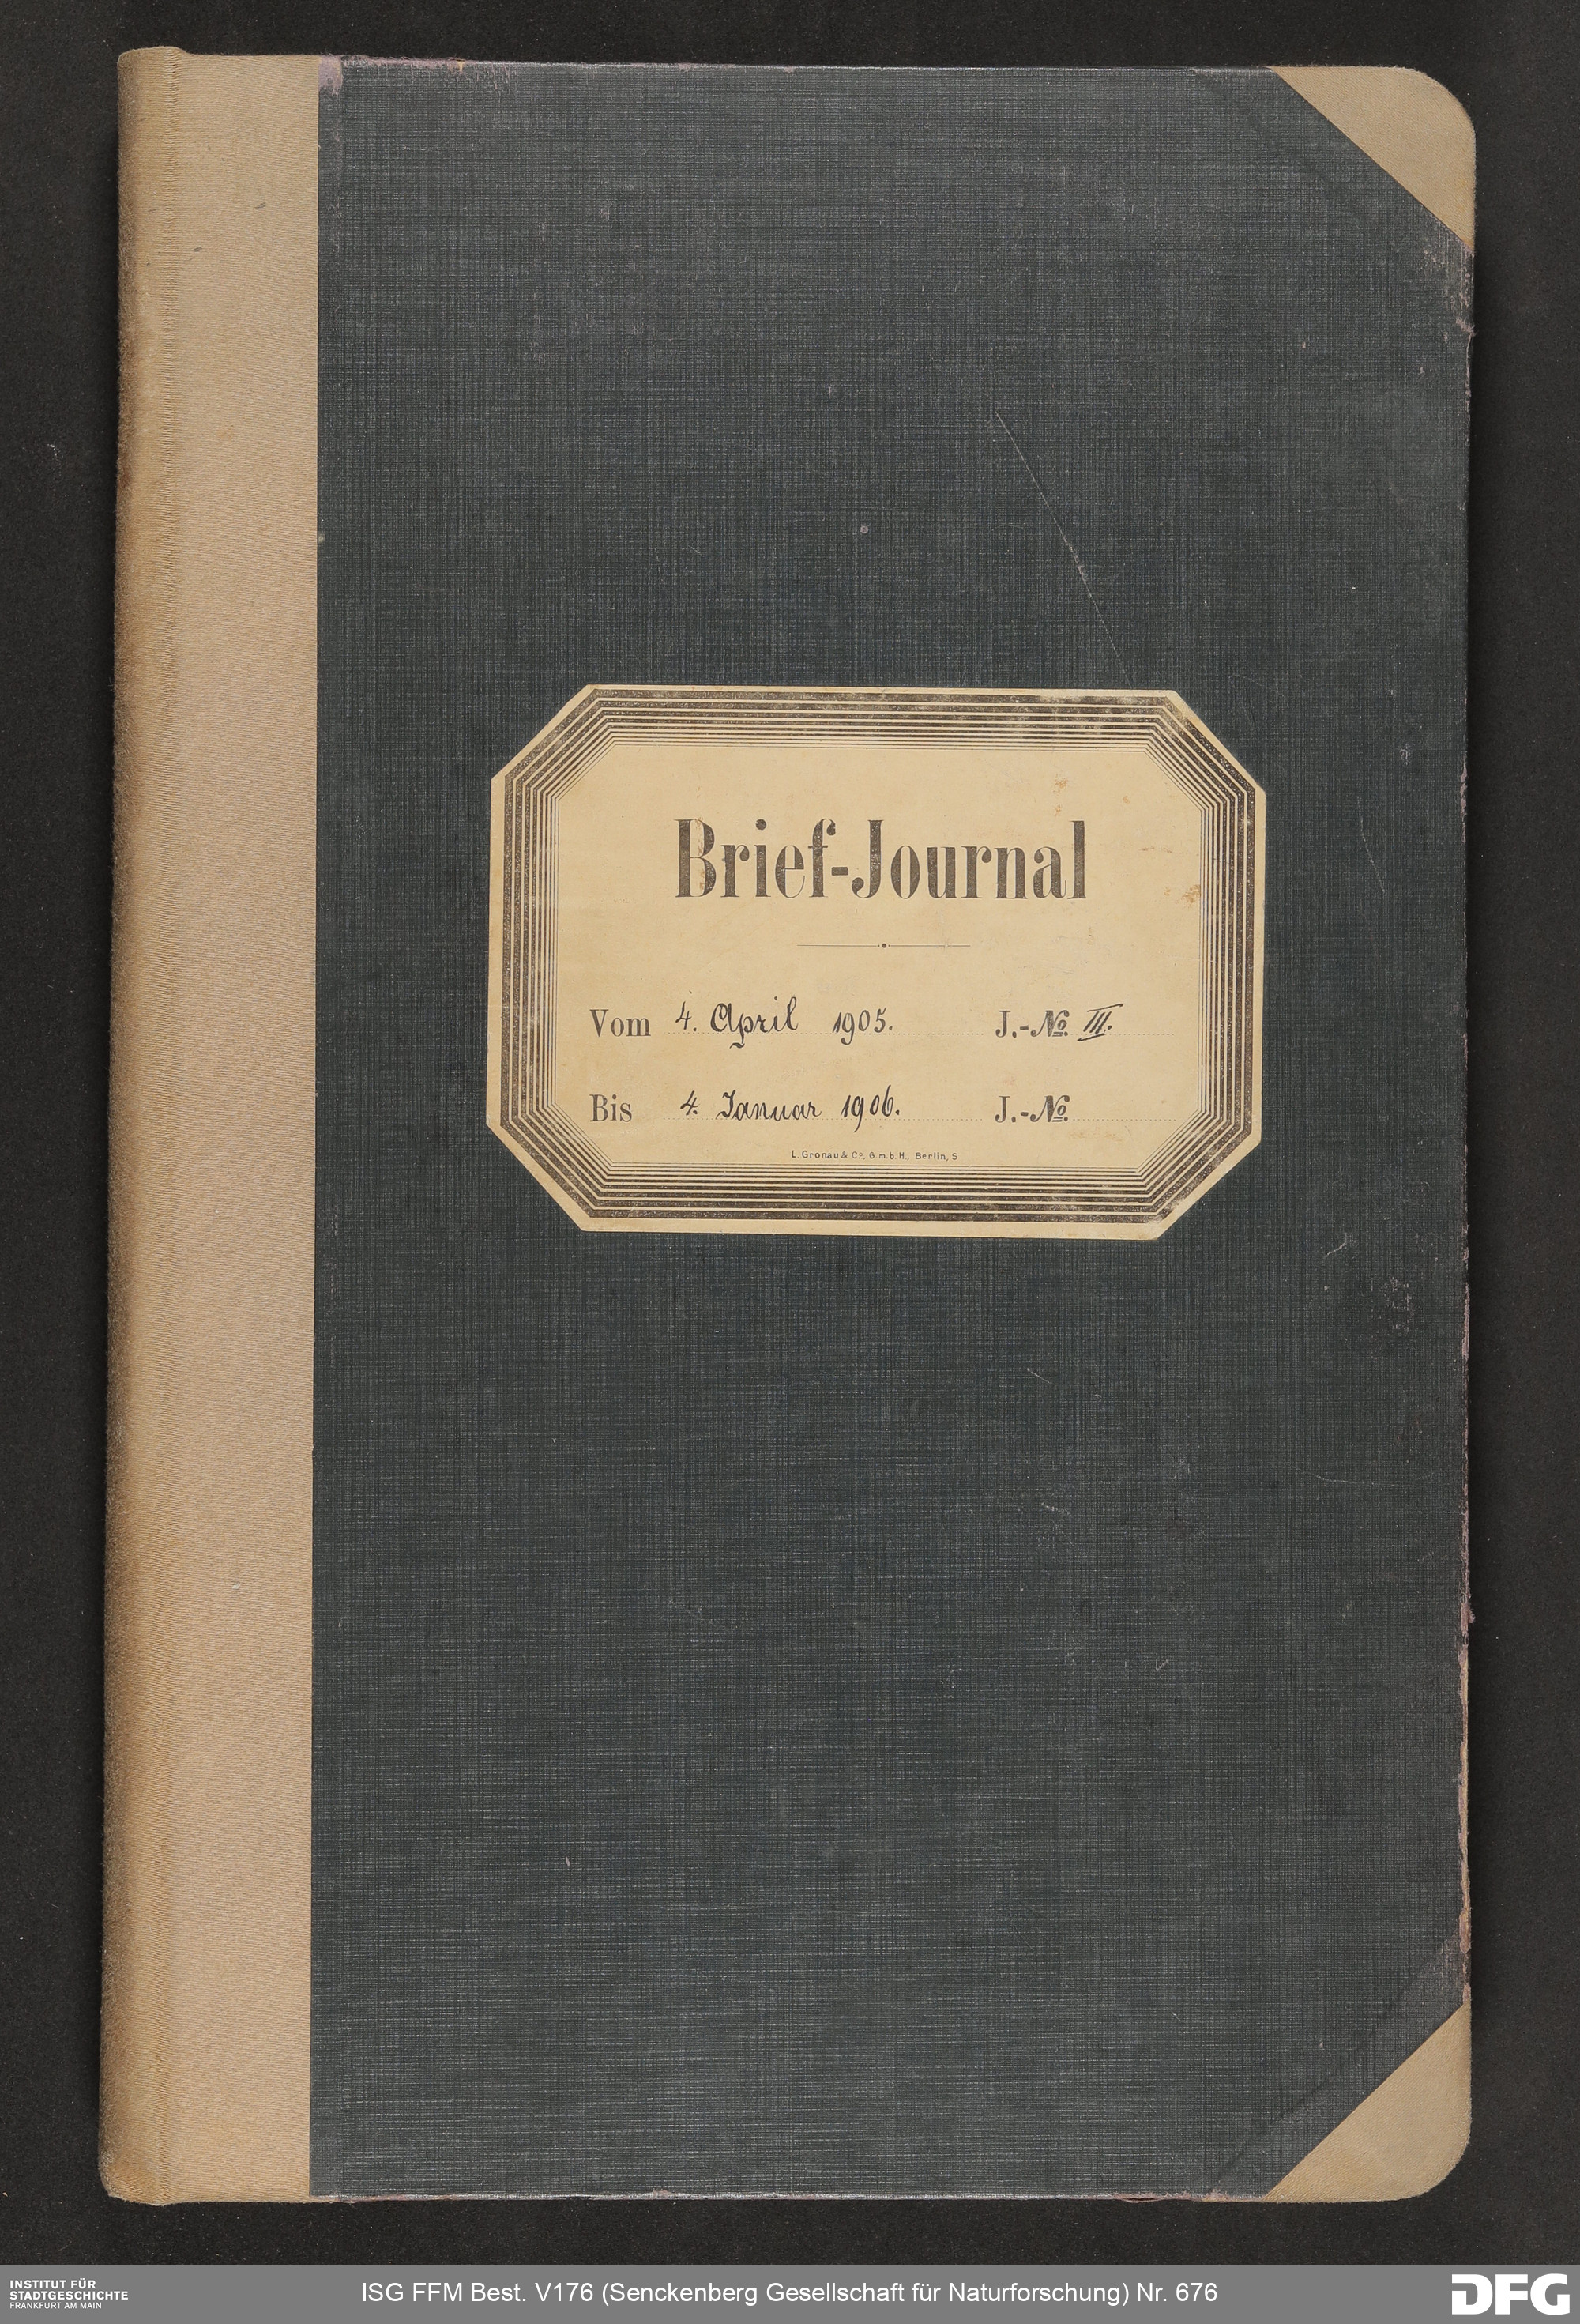 Brief-Journal
Vom 4. April 1905. J.-No. III.
Bis 4. Januar 1906. J.-No.
L. Gronau & Co., G.m.b.H., Berlin, S
INSTITUT FÜR
STADTGESCHICHTE
FRANKFURT AM MAIN
ISG FFM Best. V176 (Senckenberg Gesellschaft für Naturforschung) Nr. 676
DFG